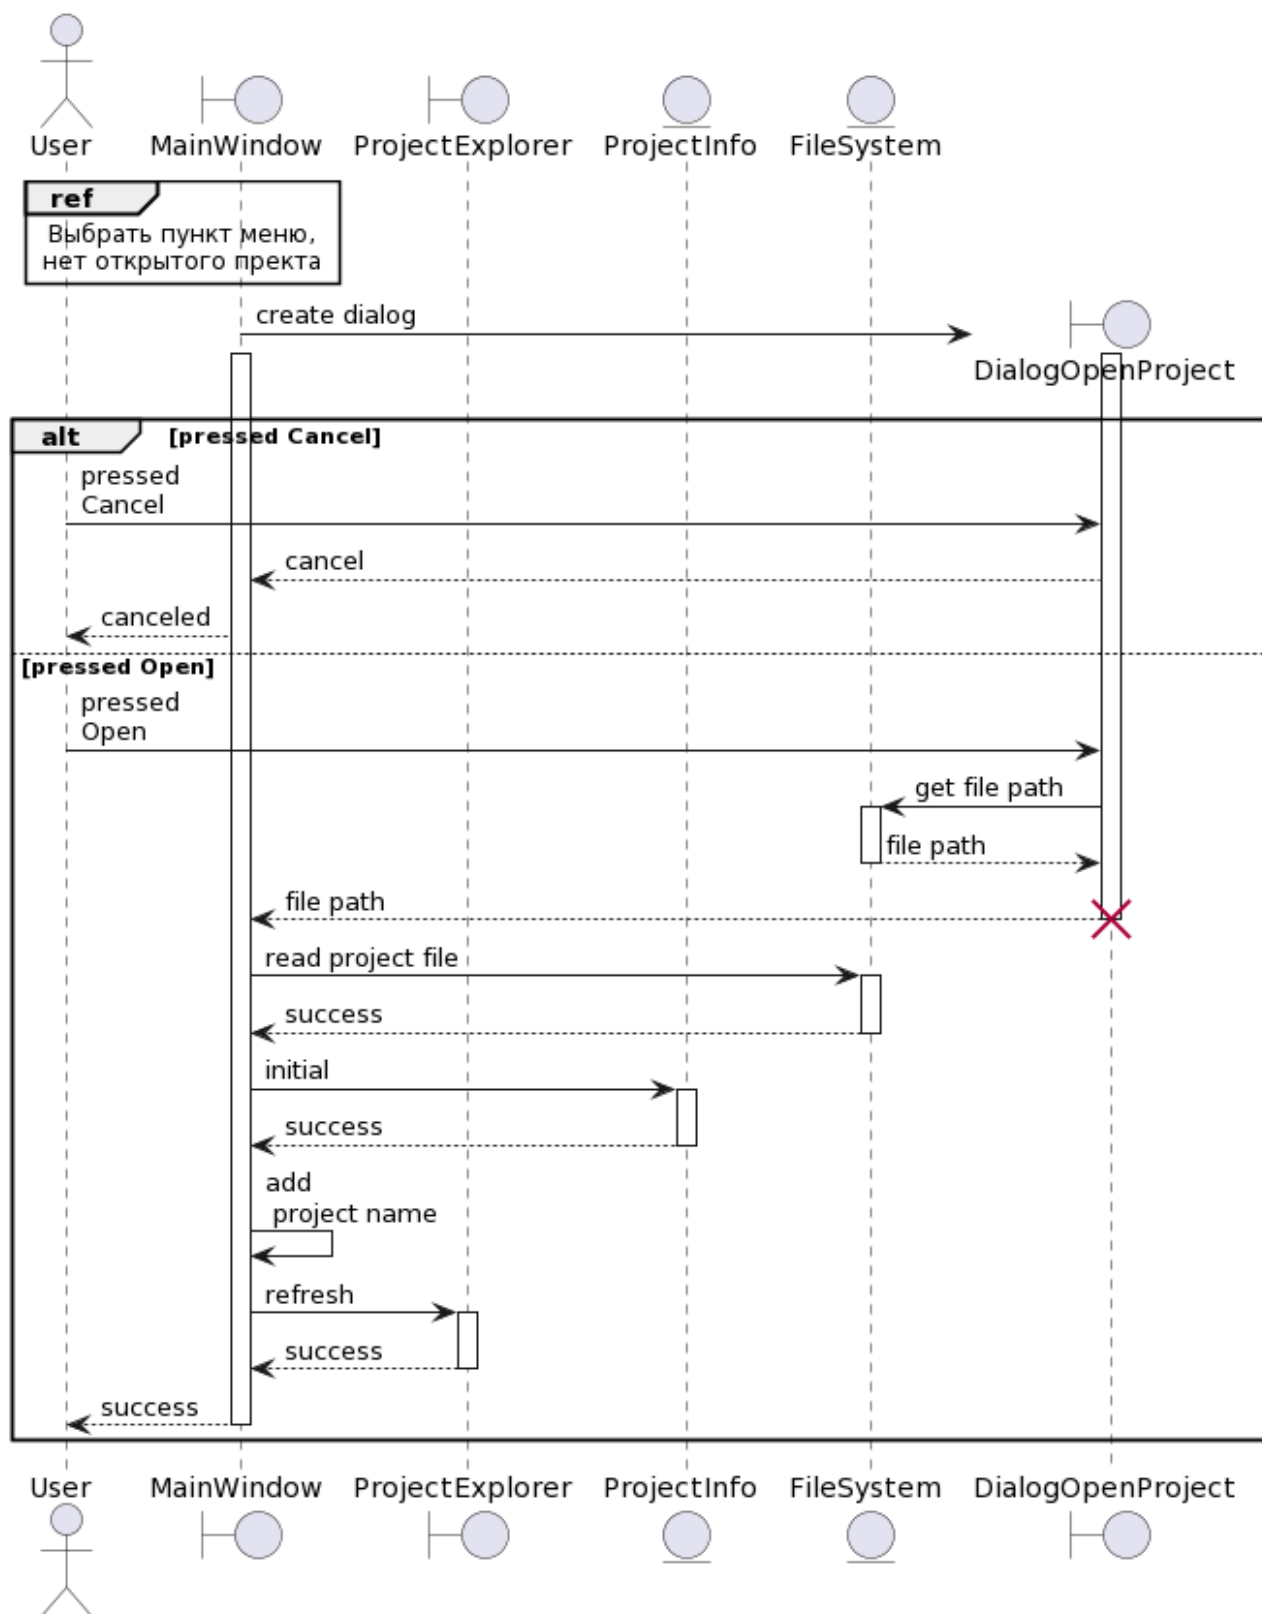 User MainWindow ProjectExplorer ProjectInfo FileSystem
ref
Выбрать пункт меню,
нет открытого пректа
create dialog
DialogOpenProject
alt [pressed Cancel]
pressed
Cancel
cancel
canceled
[pressed Open]
pressed
Open
get file path
file path
file path
read project file
success
initial
success
add
project name
refresh
success
success
User MainWindow ProjectExplorer ProjectInfo FileSystem DialogOpenProject